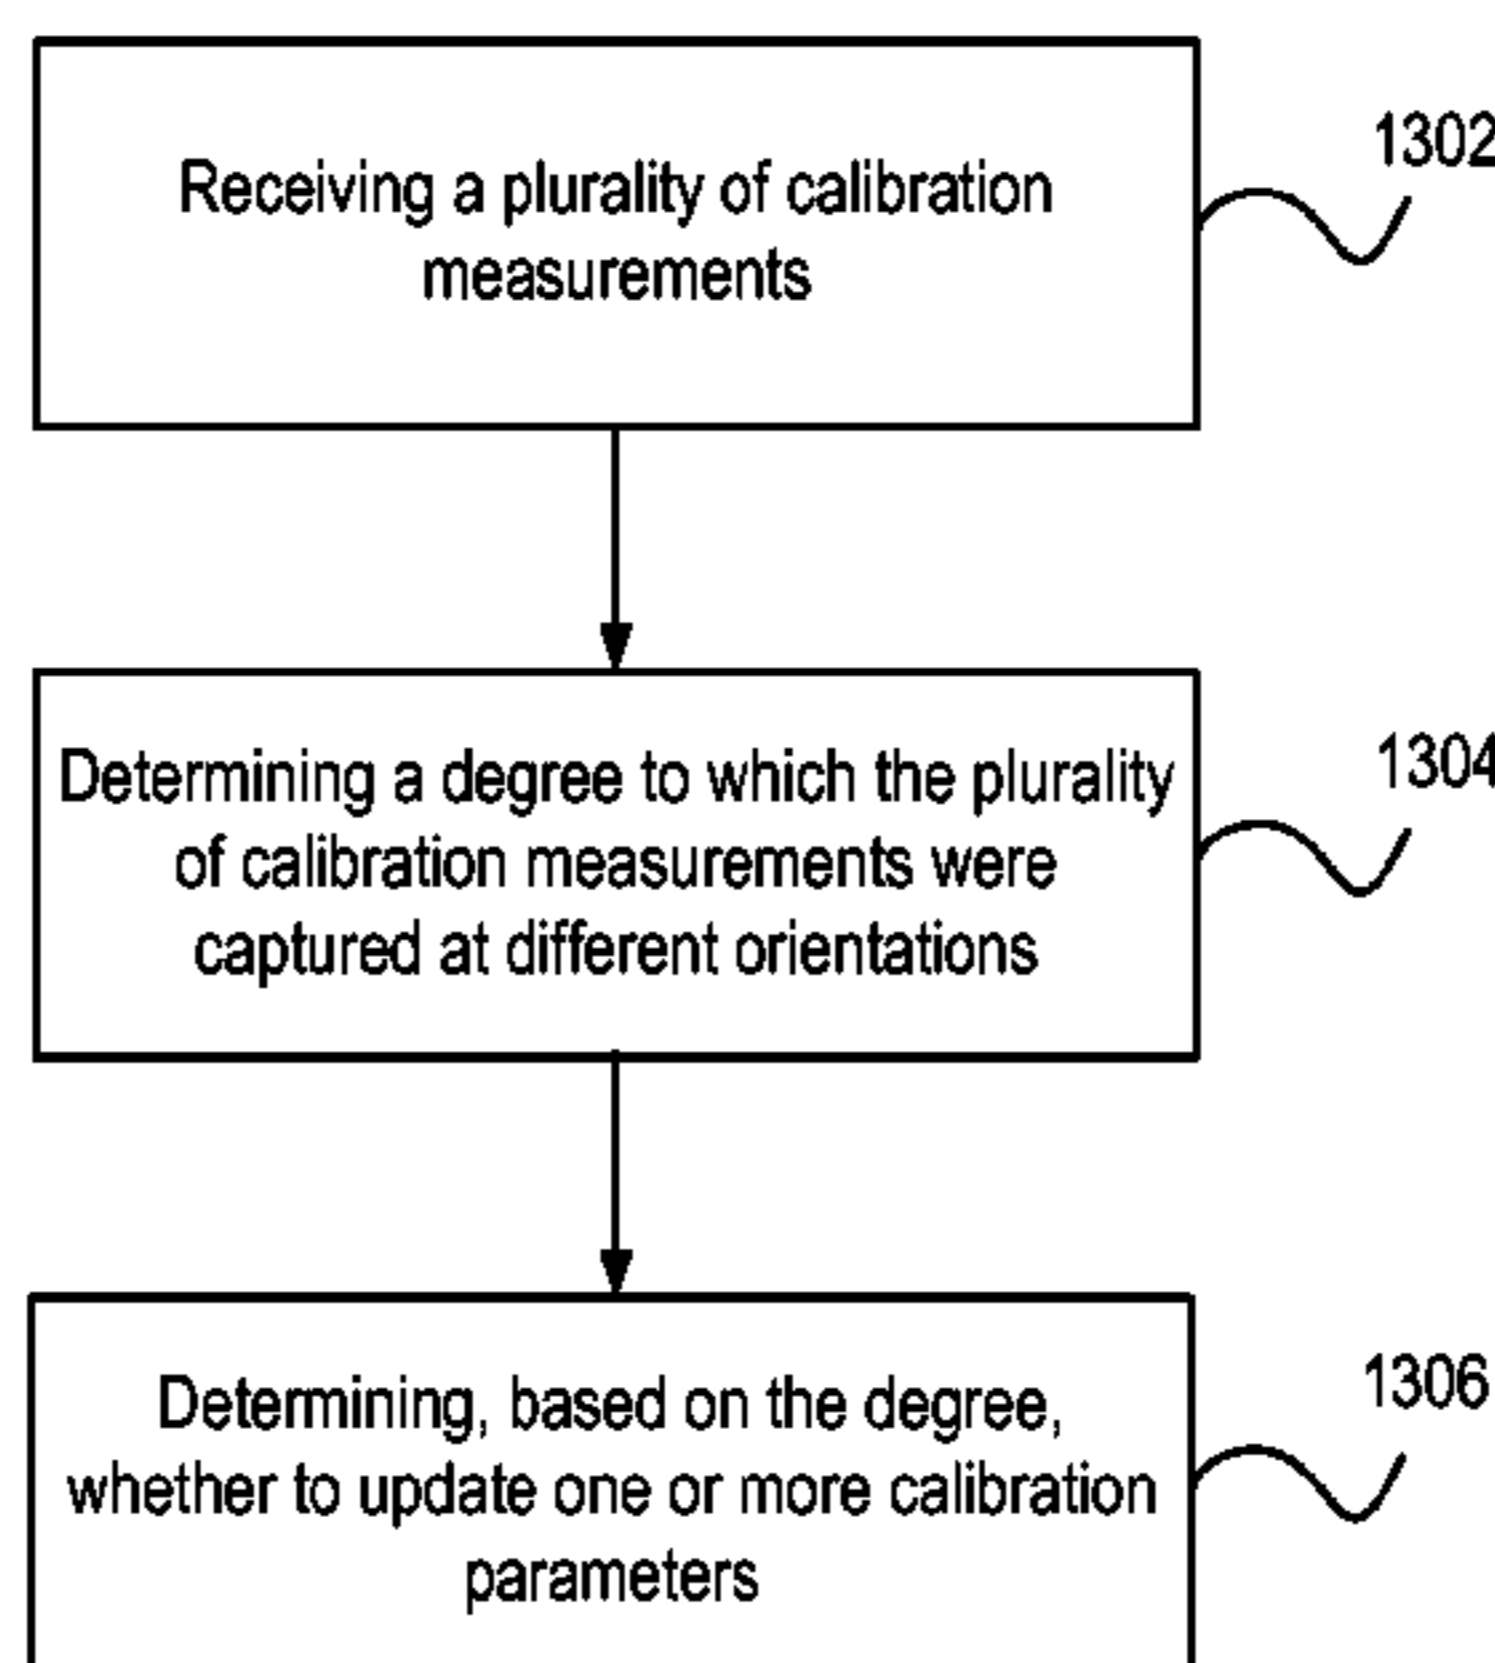 Receiving a plurality of calibration
measurements
1302
Determining a degree to which the plurality
of calibration measurements were
captured at different orientations
1304
Determining, based on the degree,
whether to update one or more calibration
parameters
1306